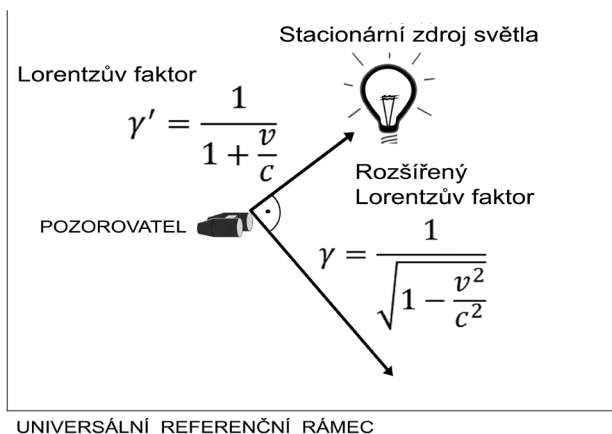 Stacionární zdroj světla
Lorentzův faktor
γ′ = 1 / (1 + v/c)
Rozšířený
Lorentzův faktor
POZOROVATEL
γ = 1 / √(1 − v²/c²)
UNIVERSÁLNÍ REFERENČNÍ RÁMEC